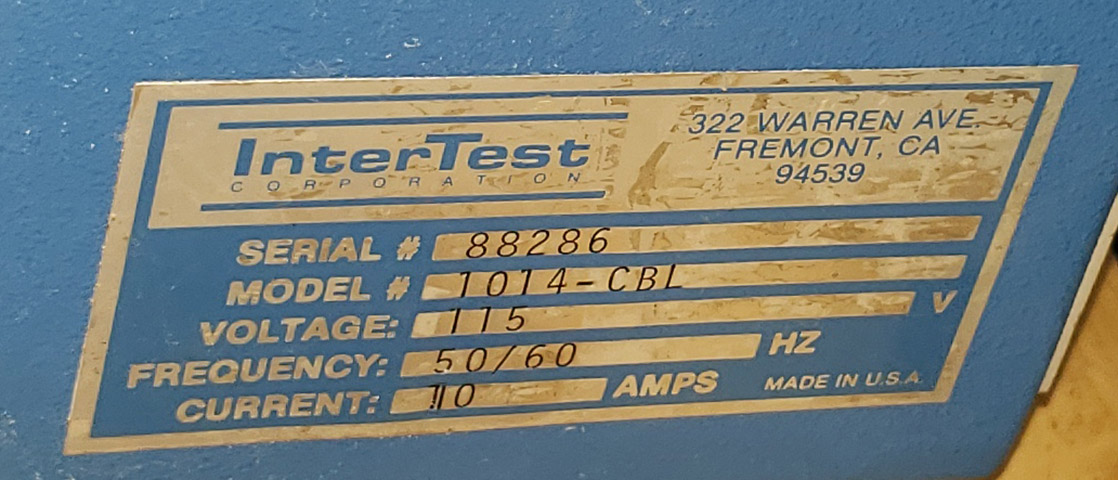 InterTest
CORPORATION
322 WARREN AVE.
FREMONT, CA
94539
SERIAL # 88286
MODEL # 1014-CBL
VOLTAGE: 115 V
FREQUENCY: 50/60 HZ
CURRENT: 10 AMPS
MADE IN U.S.A.